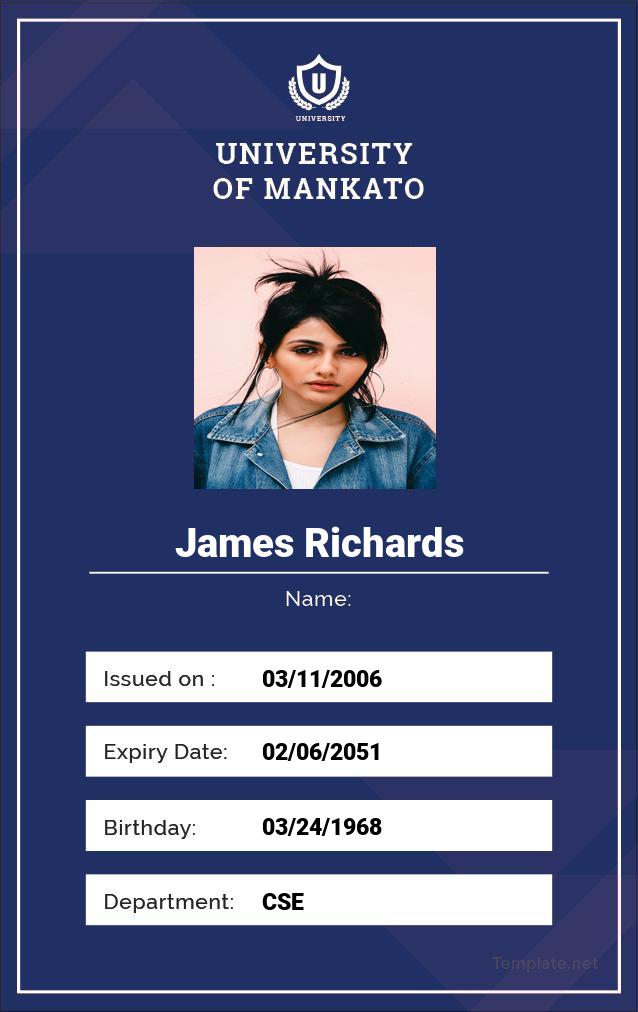 U
UNIVERSITY
UNIVERSITY
OF MANKATO
James Richards
Name:
Issued on : 03/11/2006
Expiry Date: 02/06/2051
Birthday: 03/24/1968
Department: CSE
Template.net